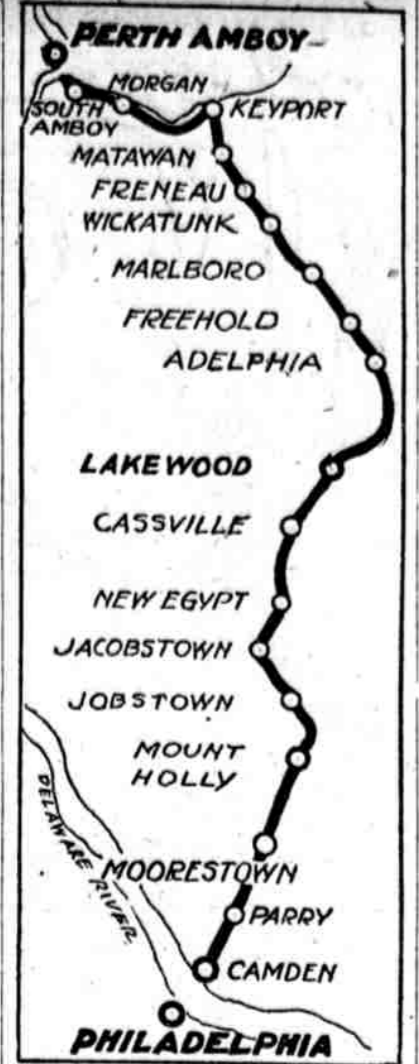 PERTH AMBOY
MORGAN
SOUTH
AMBOY
KEYPORT
MATAWAN
FRENEAU
WICKATUNK
MARLBORO
FREEHOLD
ADELPHIA
LAKEWOOD
CASSVILLE
NEW EGYPT
JACOBSTOWN
JOBSTOWN
MOUNT
HOLLY
DELAWARE RIVER
MOORESTOWN
PARRY
CAMDEN
PHILADELPHIA